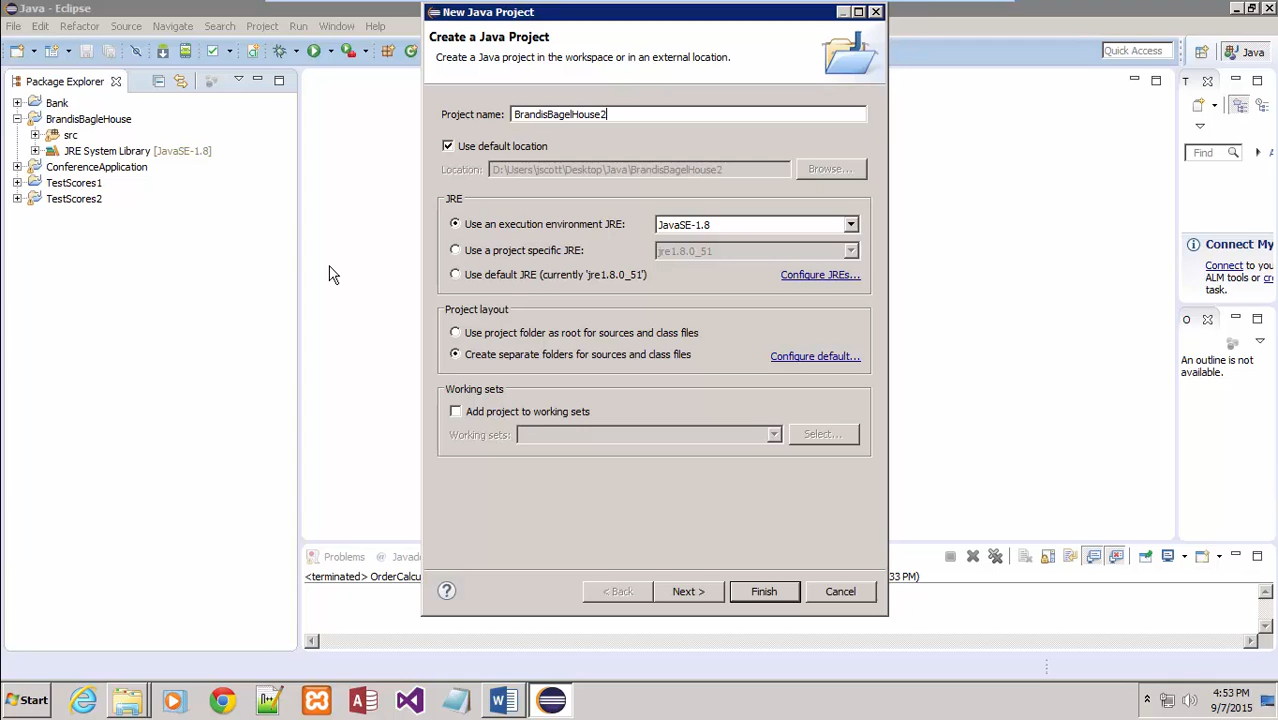 Java - Eclipse
File Edit Refactor Source Navigate Search Project Run Window Help
Quick Access
Java
Package Explorer
Bank
BrandisBagleHouse
src
JRE System Library [JavaSE-1.8]
ConferenceApplication
TestScores1
TestScores2
New Java Project
Create a Java Project
Create a Java project in the workspace or in an external location.
Project name: BrandisBagelHouse2
Use default location
Location: D:\Users\jscott\Desktop\Java\BrandisBagelHouse2 Browse...
JRE
Use an execution environment JRE: JavaSE-1.8
Use a project specific JRE: jre1.8.0_51
Use default JRE (currently 'jre1.8.0_51') Configure JREs...
Project layout
Use project folder as root for sources and class files
Create separate folders for sources and class files Configure default...
Working sets
Add project to working sets
Working sets: Select...
< Back Next > Finish Cancel
T
Find A
Connect My
Connect to your
ALM tools or cre
task.
O
An outline is not
available.
Problems @ Javado
<terminated> OrderCalcu 33 PM)
Start
4:53 PM
9/7/2015